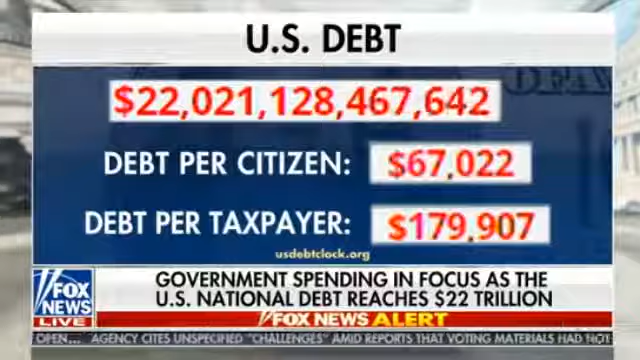 U.S. DEBT
$22,021,128,467,642
DEBT PER CITIZEN: $67,022
DEBT PER TAXPAYER: $179,907
usdebtclock.org
FOX
NEWS
LIVE
GOVERNMENT SPENDING IN FOCUS AS THE
U.S. NATIONAL DEBT REACHES $22 TRILLION
FOX NEWS ALERT
OPEN... AGENCY CITES UNSPECIFIED "CHALLENGES" AMID REPORTS THAT VOTING MATERIALS HAD NOT